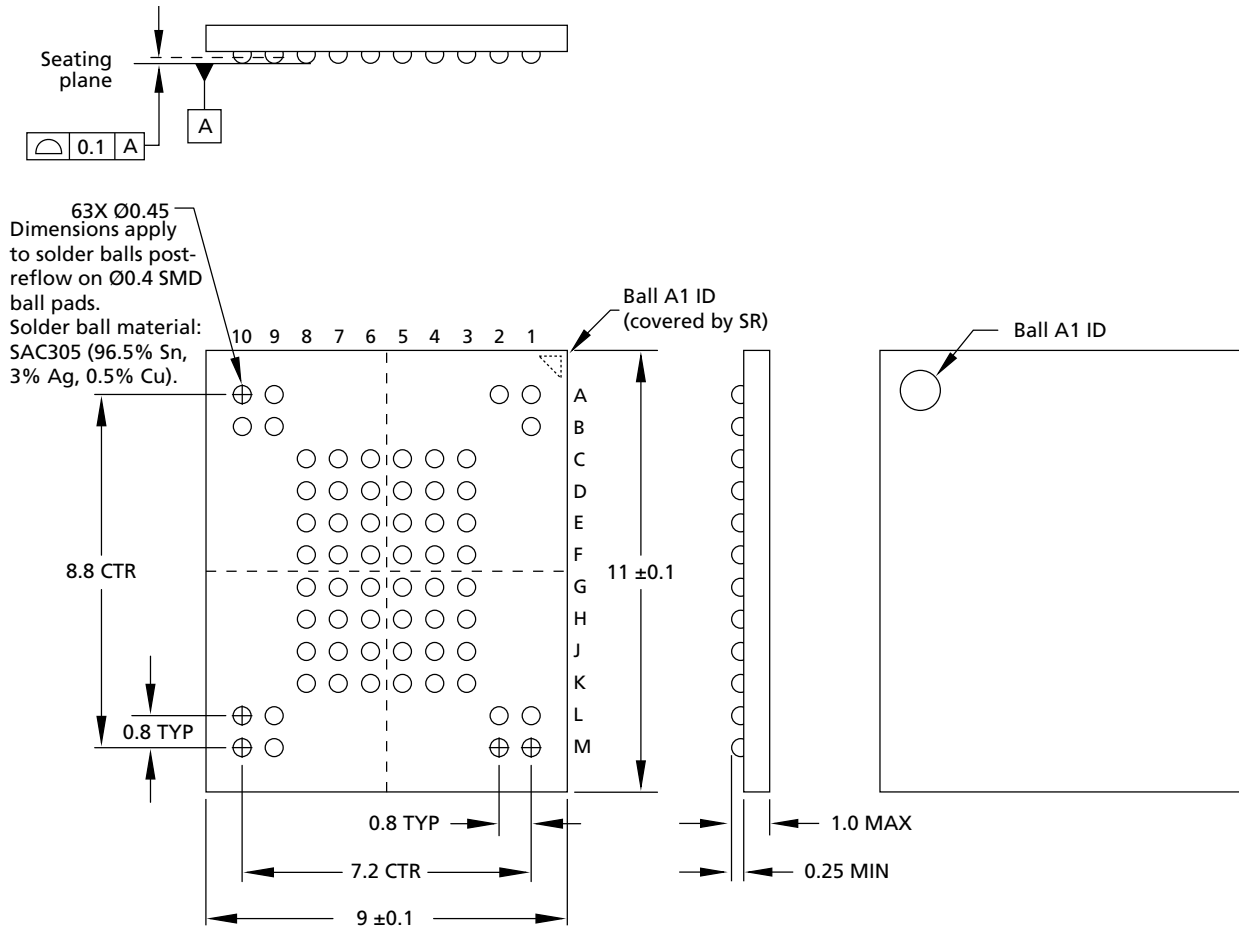 Seating
plane
A
0.1 A
63X Ø0.45
Dimensions apply
to solder balls post-
reflow on Ø0.4 SMD
ball pads.
Solder ball material:
SAC305 (96.5% Sn,
3% Ag, 0.5% Cu).
Ball A1 ID
(covered by SR)
Ball A1 ID
10 9 8 7 6 5 4 3 2 1
A
B
C
D
E
F
G
H
J
K
L
M
8.8 CTR
11 ±0.1
0.8 TYP
0.8 TYP
1.0 MAX
7.2 CTR
0.25 MIN
9 ±0.1